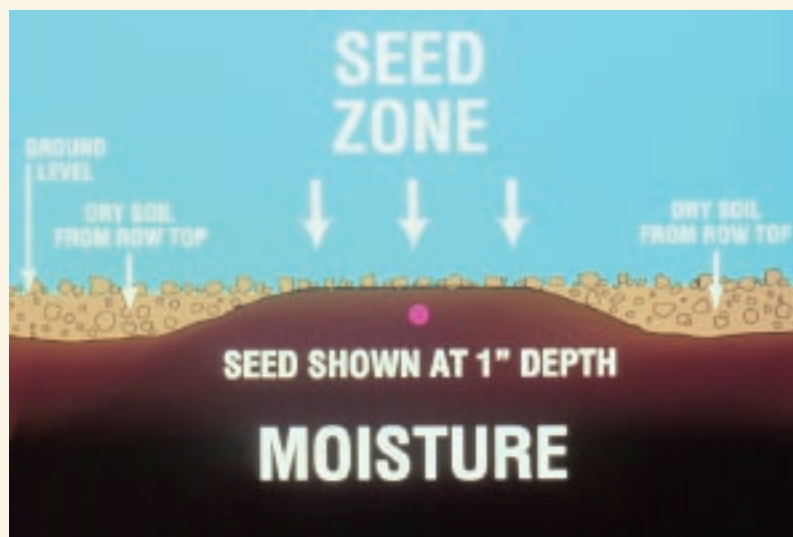 SEED
ZONE
GROUND
LEVEL
DRY SOIL
FROM ROW TOP
DRY SOIL
FROM ROW TOP
SEED SHOWN AT 1" DEPTH
MOISTURE